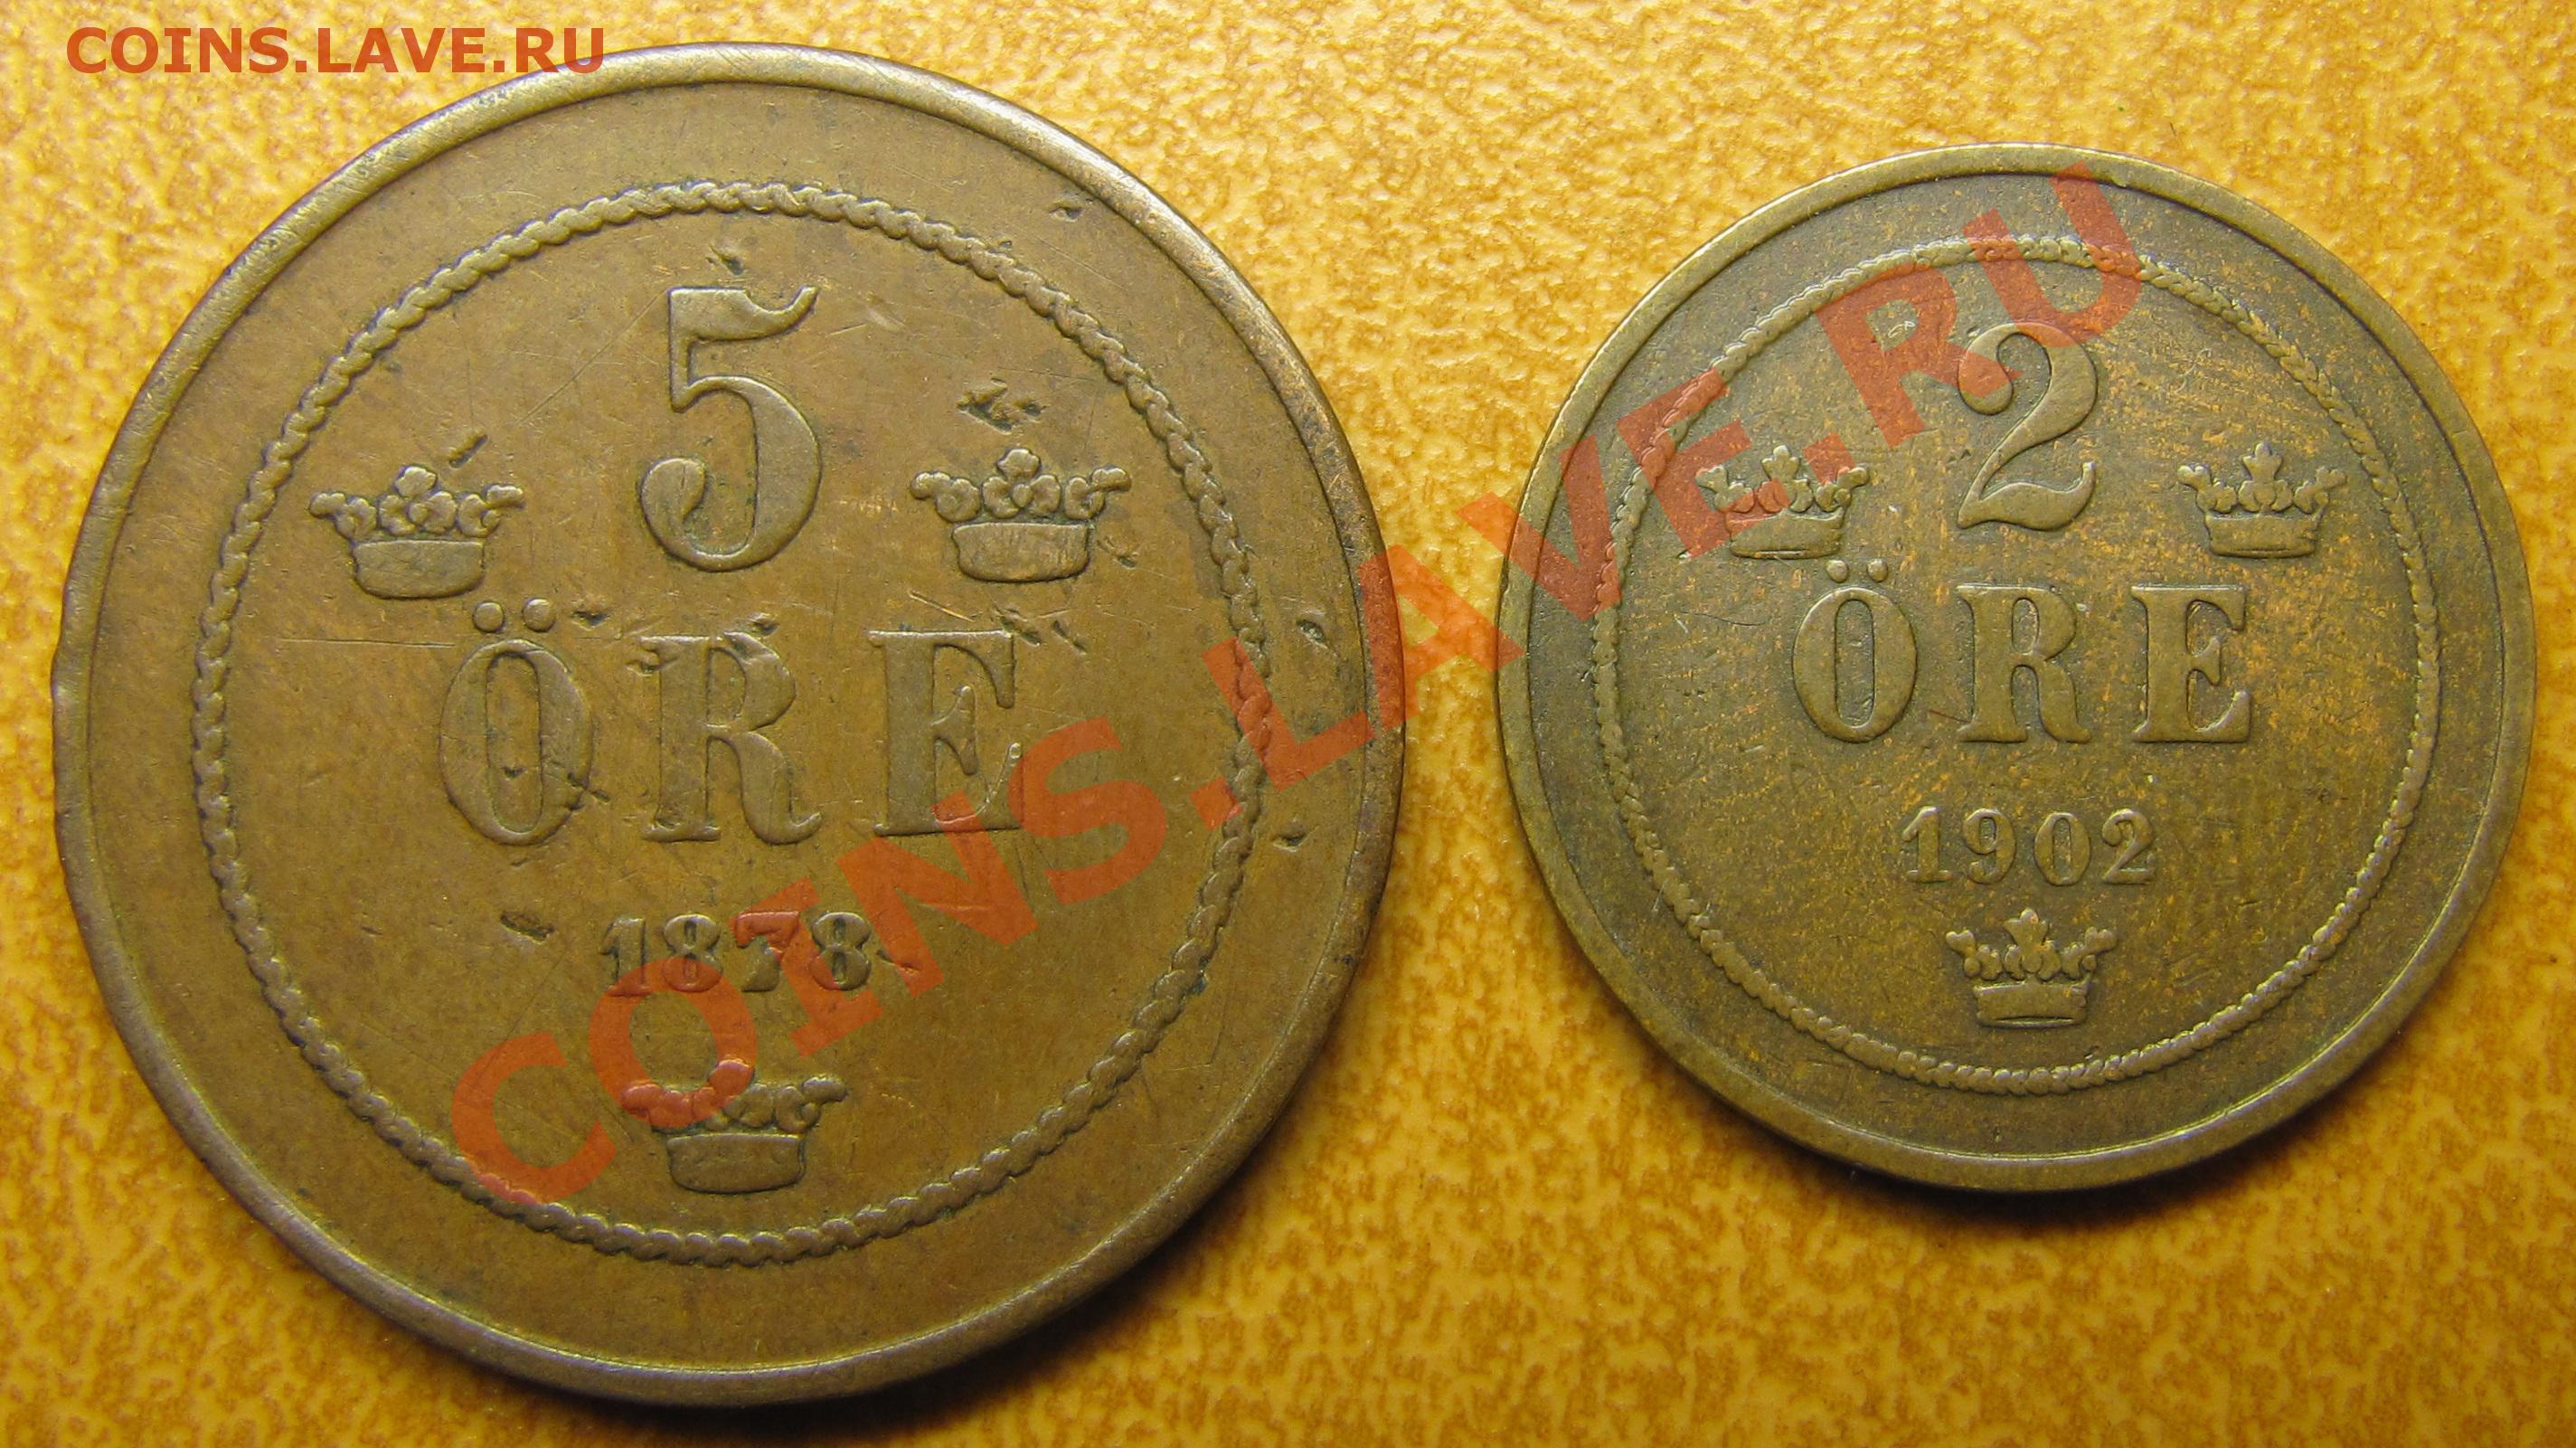 COINS.LAVE.RU
5
ÖRE
1878
2
ÖRE
1902
COINS.LAVE.RU